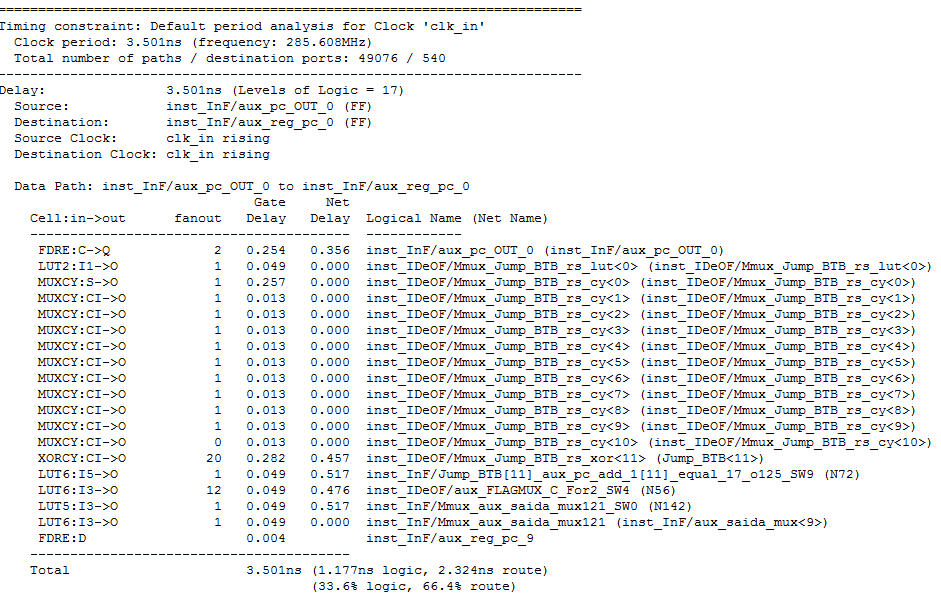 =========================================================================
Timing constraint: Default period analysis for Clock 'clk_in'
  Clock period: 3.501ns (frequency: 285.608MHz)
  Total number of paths / destination ports: 49076 / 540
-------------------------------------------------------------------------
Delay:               3.501ns (Levels of Logic = 17)
  Source:            inst_InF/aux_pc_OUT_0 (FF)
  Destination:       inst_InF/aux_reg_pc_0 (FF)
  Source Clock:      clk_in rising
  Destination Clock: clk_in rising

  Data Path: inst_InF/aux_pc_OUT_0 to inst_InF/aux_reg_pc_0
                                Gate     Net
    Cell:in->out      fanout   Delay   Delay  Logical Name (Net Name)
    ----------------------------------------  ------------
     FDRE:C->Q             2   0.254   0.356  inst_InF/aux_pc_OUT_0 (inst_InF/aux_pc_OUT_0)
     LUT2:I1->O            1   0.049   0.000  inst_IDeOF/Mmux_Jump_BTB_rs_lut<0> (inst_IDeOF/Mmux_Jump_BTB_rs_lut<0>)
     MUXCY:S->O            1   0.257   0.000  inst_IDeOF/Mmux_Jump_BTB_rs_cy<0> (inst_IDeOF/Mmux_Jump_BTB_rs_cy<0>)
     MUXCY:CI->O           1   0.013   0.000  inst_IDeOF/Mmux_Jump_BTB_rs_cy<1> (inst_IDeOF/Mmux_Jump_BTB_rs_cy<1>)
     MUXCY:CI->O           1   0.013   0.000  inst_IDeOF/Mmux_Jump_BTB_rs_cy<2> (inst_IDeOF/Mmux_Jump_BTB_rs_cy<2>)
     MUXCY:CI->O           1   0.013   0.000  inst_IDeOF/Mmux_Jump_BTB_rs_cy<3> (inst_IDeOF/Mmux_Jump_BTB_rs_cy<3>)
     MUXCY:CI->O           1   0.013   0.000  inst_IDeOF/Mmux_Jump_BTB_rs_cy<4> (inst_IDeOF/Mmux_Jump_BTB_rs_cy<4>)
     MUXCY:CI->O           1   0.013   0.000  inst_IDeOF/Mmux_Jump_BTB_rs_cy<5> (inst_IDeOF/Mmux_Jump_BTB_rs_cy<5>)
     MUXCY:CI->O           1   0.013   0.000  inst_IDeOF/Mmux_Jump_BTB_rs_cy<6> (inst_IDeOF/Mmux_Jump_BTB_rs_cy<6>)
     MUXCY:CI->O           1   0.013   0.000  inst_IDeOF/Mmux_Jump_BTB_rs_cy<7> (inst_IDeOF/Mmux_Jump_BTB_rs_cy<7>)
     MUXCY:CI->O           1   0.013   0.000  inst_IDeOF/Mmux_Jump_BTB_rs_cy<8> (inst_IDeOF/Mmux_Jump_BTB_rs_cy<8>)
     MUXCY:CI->O           1   0.013   0.000  inst_IDeOF/Mmux_Jump_BTB_rs_cy<9> (inst_IDeOF/Mmux_Jump_BTB_rs_cy<9>)
     MUXCY:CI->O           0   0.013   0.000  inst_IDeOF/Mmux_Jump_BTB_rs_cy<10> (inst_IDeOF/Mmux_Jump_BTB_rs_cy<10>)
     XORCY:CI->O          20   0.282   0.457  inst_IDeOF/Mmux_Jump_BTB_rs_xor<11> (Jump_BTB<11>)
     LUT6:I5->O            1   0.049   0.517  inst_InF/Jump_BTB[11]_aux_pc_add_1[11]_equal_17_o125_SW9 (N72)
     LUT6:I3->O           12   0.049   0.476  inst_IDeOF/aux_FLAGMUX_C_For2_SW4 (N56)
     LUT5:I3->O            1   0.049   0.517  inst_InF/Mmux_aux_saida_mux121_SW0 (N142)
     LUT6:I3->O            1   0.049   0.000  inst_InF/Mmux_aux_saida_mux121 (inst_InF/aux_saida_mux<9>)
     FDRE:D                    0.004          inst_InF/aux_reg_pc_9
    ----------------------------------------
    Total                      3.501ns (1.177ns logic, 2.324ns route)
                                       (33.6% logic, 66.4% route)